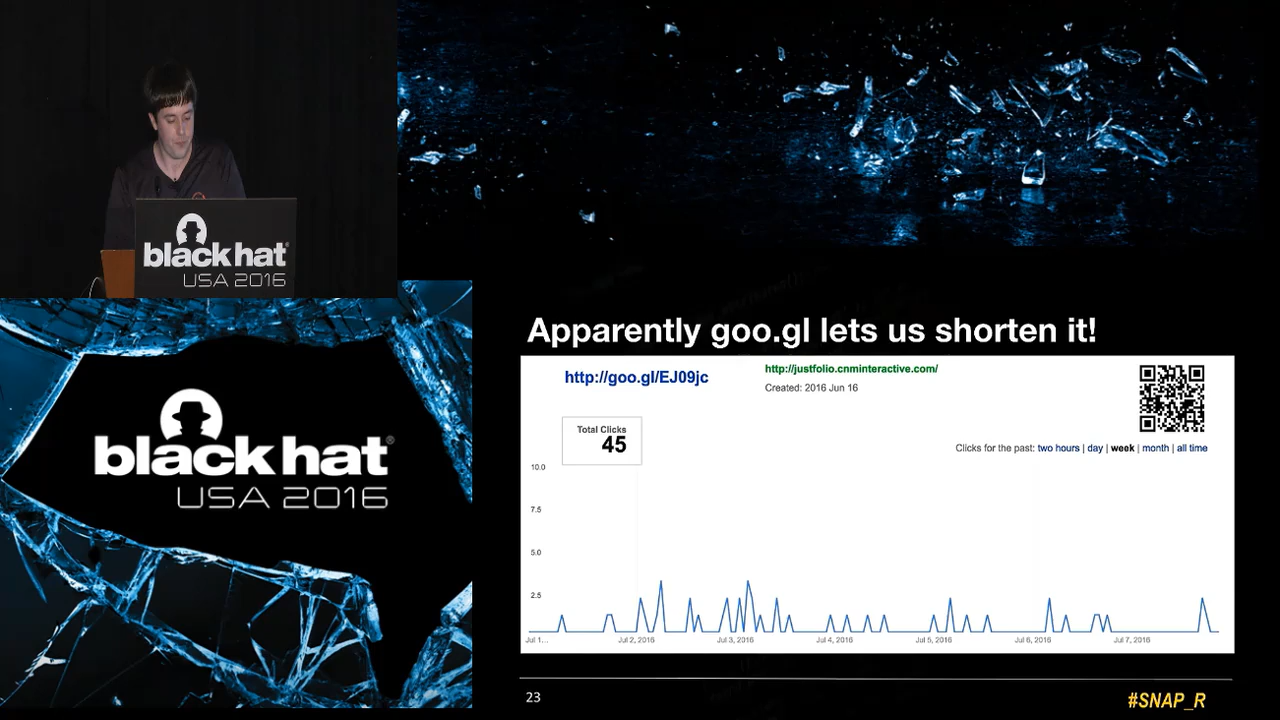 black hat
USA 2016
black hat
USA 2016
Apparently goo.gl lets us shorten it!
http://goo.gl/EJ09jc
http://justfolio.cnminteractive.com/
Created: 2016 Jun 16
Total Clicks
45
Clicks for the past: two hours | day | week | month | all time
10.0
7.5
5.0
2.5
Jul 1...
Jul 2, 2016
Jul 3, 2016
Jul 4, 2016
Jul 5, 2016
Jul 6, 2016
Jul 7, 2016
23
#SNAP_R